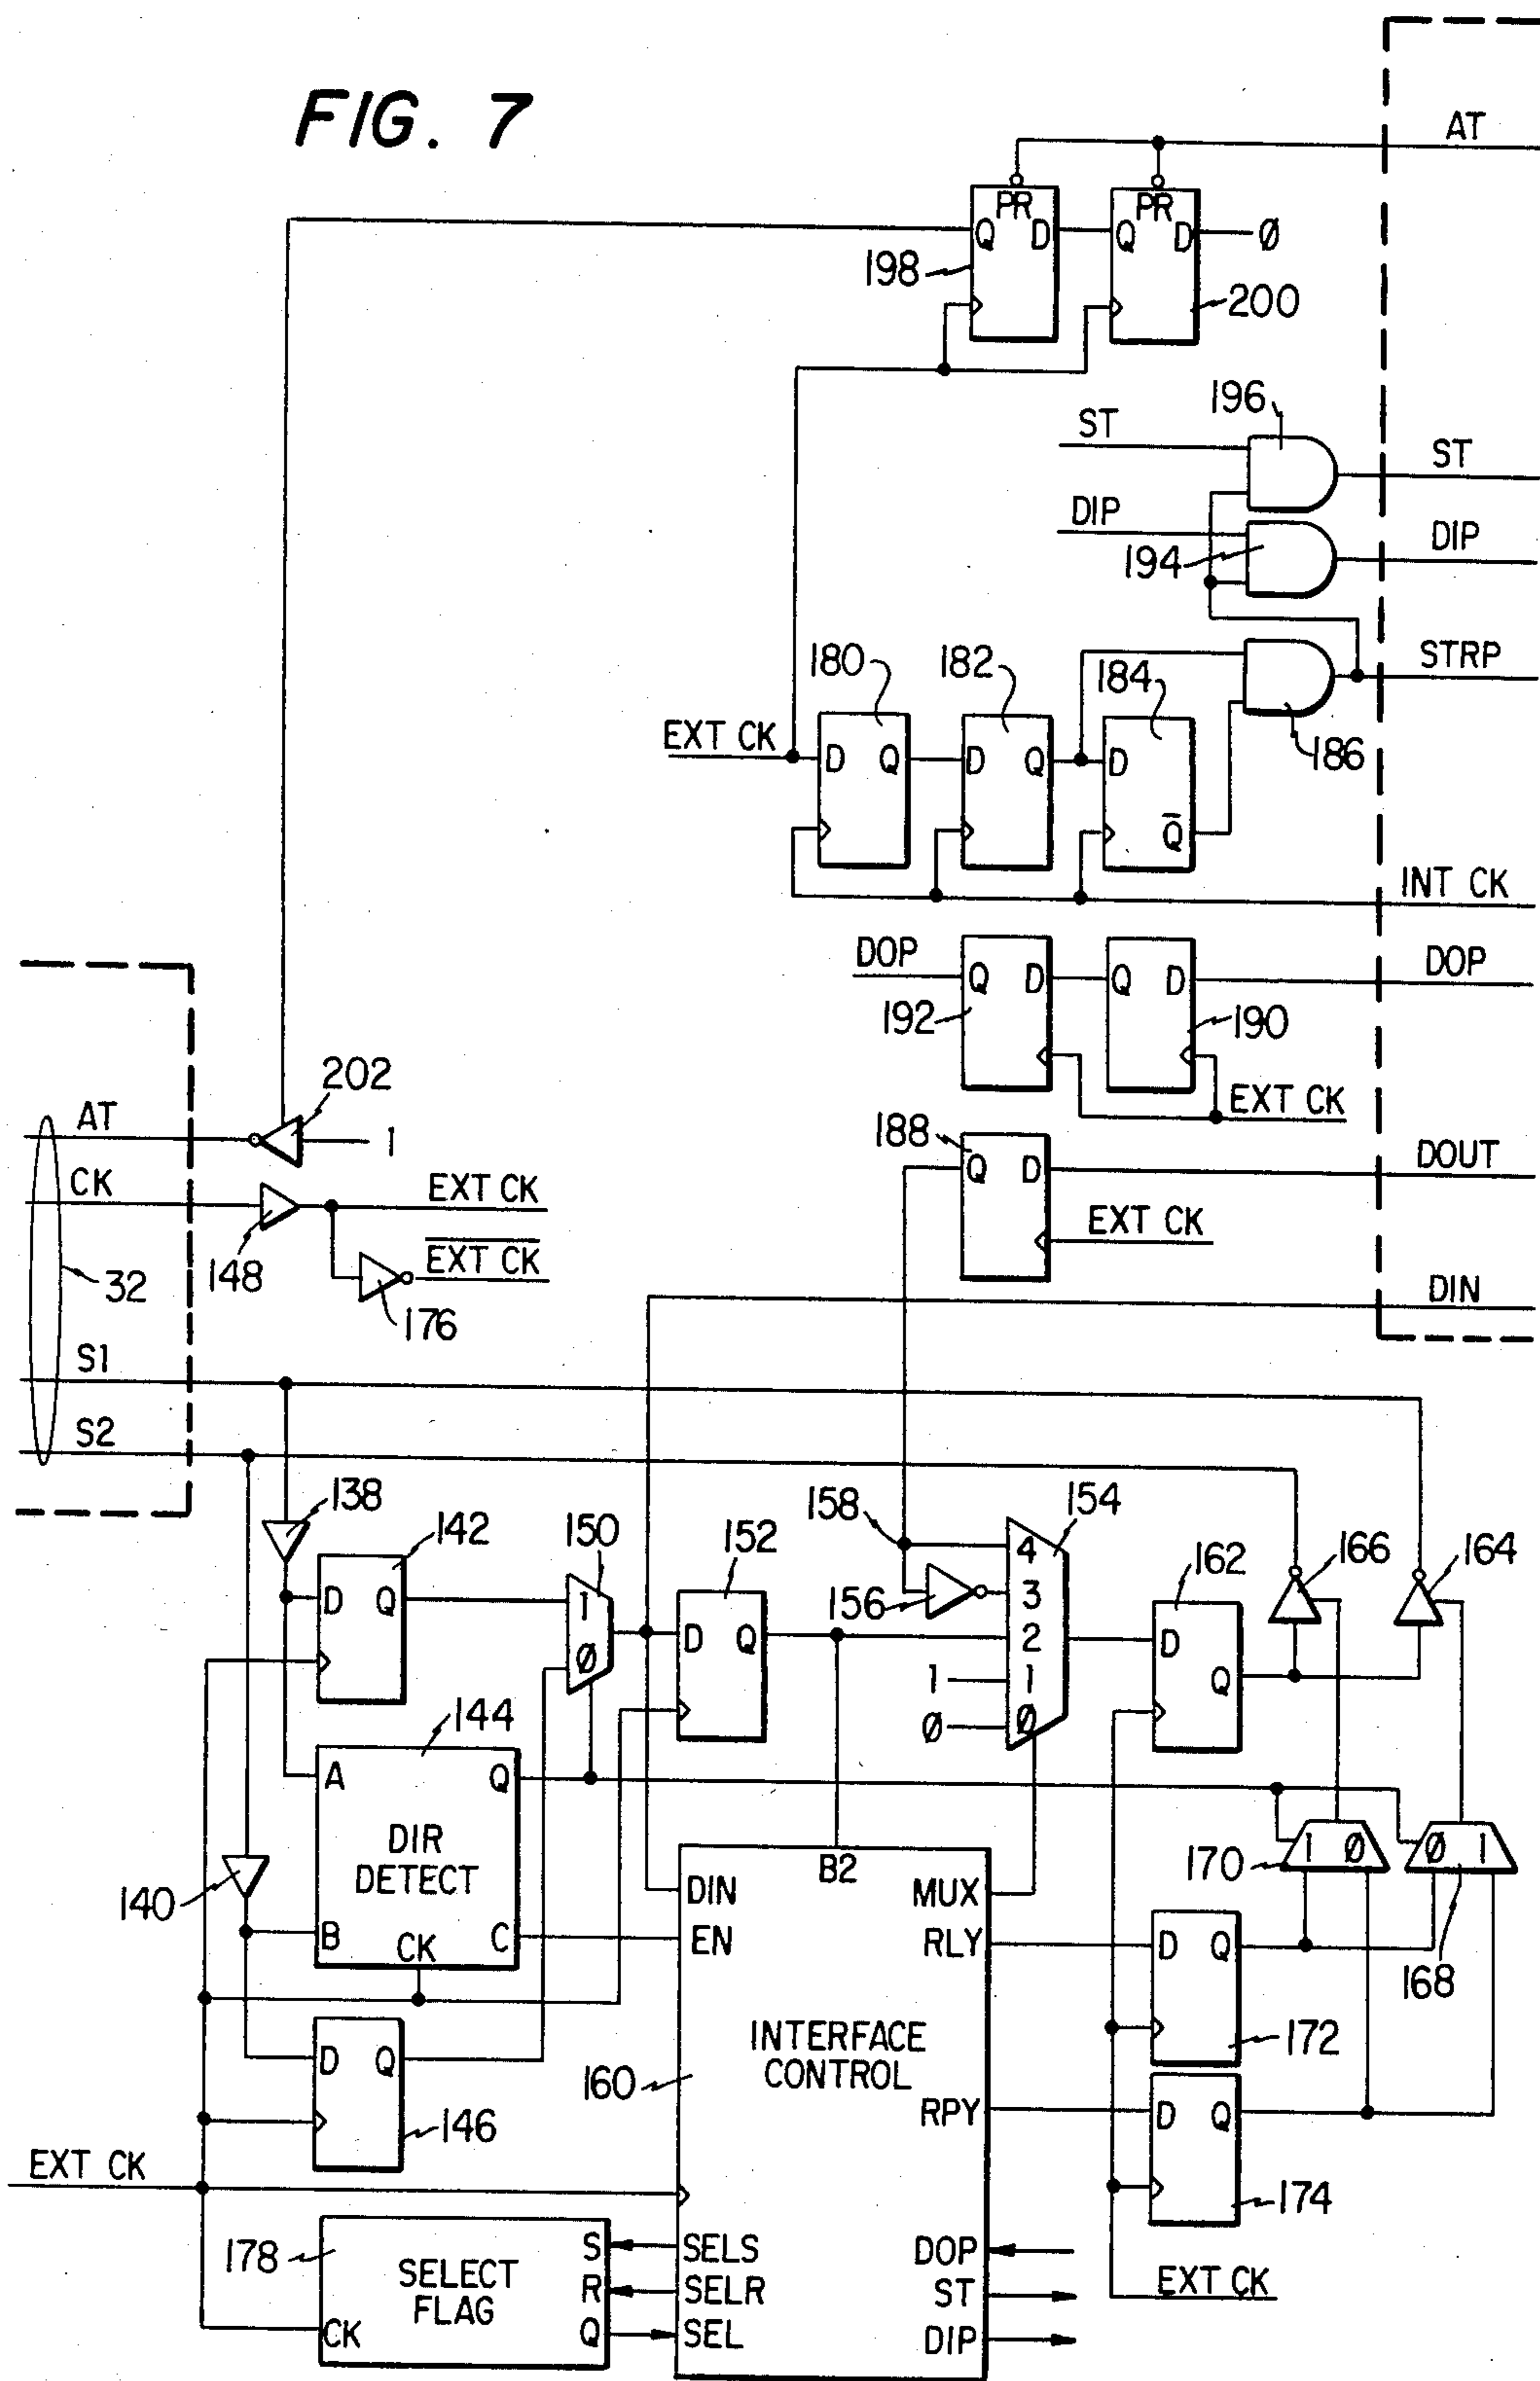 FIG. 7
AT
PR PR
Q D Q D Ø
198 200
196
ST ST
DIP DIP
194
180 182 184 STRP
EXT CK D Q D Q D 186
Q̅
INT CK
DOP Q D Q D DOP
192 190
202 EXT CK
AT 1 188
Q D DOUT
CK EXT CK EXT CK
148 E̅X̅T̅ ̅C̅K̅
32 176 DIN
S1
S2
138 142 150 158 154
152 4 162 166 164
D Q 1 156 3
D Q 2 D
Ø 1 1 Q
144 Ø Ø
A Q
DIR
DETECT
B2 170 1 Ø Ø 1
140 DIN MUX
B CK C EN RLY D Q 168
D Q INTERFACE
CONTROL 172
160
146 RPY D Q
EXT CK 174
178 SELECT
FLAG S SELS DOP
R SELR ST EXT CK
CK Q SEL DIP